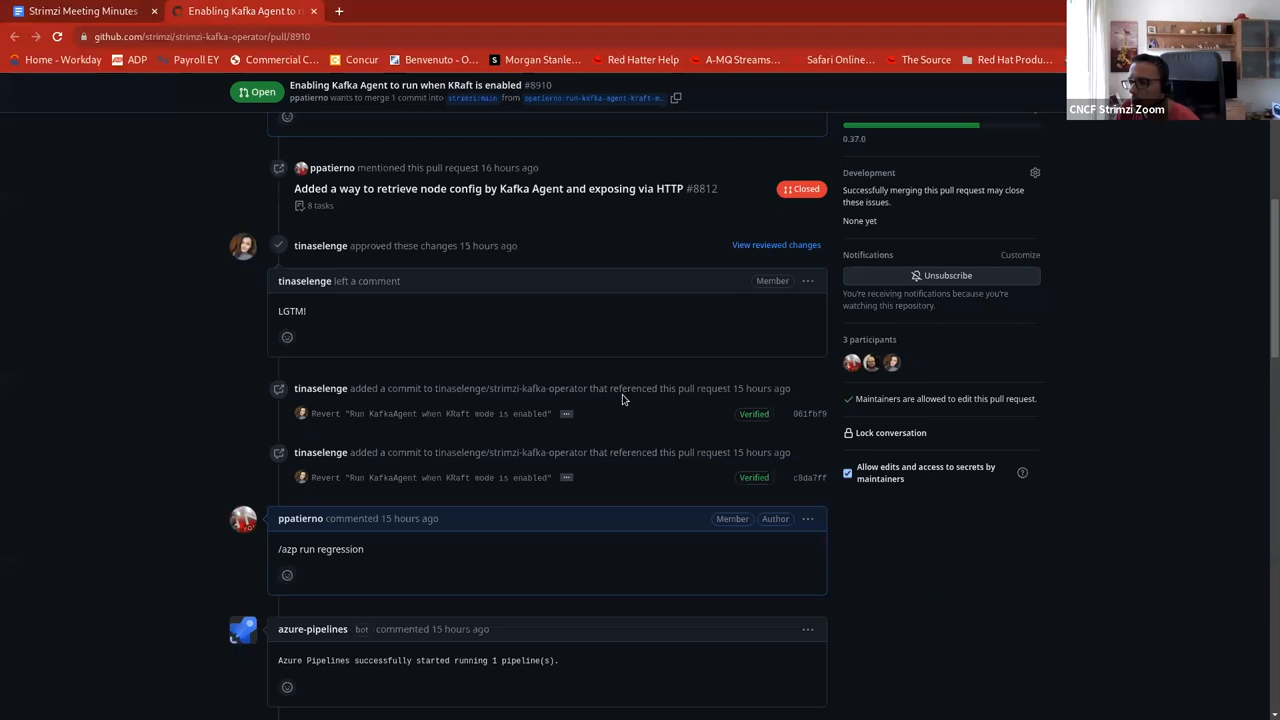 Strimzi Meeting Minutes
Enabling Kafka Agent to r
github.com/strimzi/strimzi-kafka-operator/pull/8910
Home - Workday
ADP
Payroll EY
Commercial C...
Concur
Benvenuto - O...
Morgan Stanle...
Red Hatter Help
A-MQ Streams...
Safari Online...
The Source
Red Hat Produ...
CNCF Strimzi Zoom
Open
Enabling Kafka Agent to run when KRaft is enabled #8910
ppatierno wants to merge 1 commit into strimzi:main from ppatierno:run-kafka-agent-kraft-m…
ppatierno mentioned this pull request 16 hours ago
Added a way to retrieve node config by Kafka Agent and exposing via HTTP #8812
Closed
8 tasks
tinaselenge approved these changes 15 hours ago
View reviewed changes
tinaselenge left a comment
Member
LGTM!
tinaselenge added a commit to tinaselenge/strimzi-kafka-operator that referenced this pull request 15 hours ago
Revert "Run KafkaAgent when KRaft mode is enabled"
Verified
061fbf9
tinaselenge added a commit to tinaselenge/strimzi-kafka-operator that referenced this pull request 15 hours ago
Revert "Run KafkaAgent when KRaft mode is enabled"
Verified
c8da7ff
ppatierno commented 15 hours ago
Member
Author
/azp run regression
azure-pipelines bot commented 15 hours ago
Azure Pipelines successfully started running 1 pipeline(s).
0.37.0
Development
Successfully merging this pull request may close
these issues.
None yet
Notifications
Customize
Unsubscribe
You're receiving notifications because you're
watching this repository.
3 participants
Maintainers are allowed to edit this pull request.
Lock conversation
Allow edits and access to secrets by
maintainers